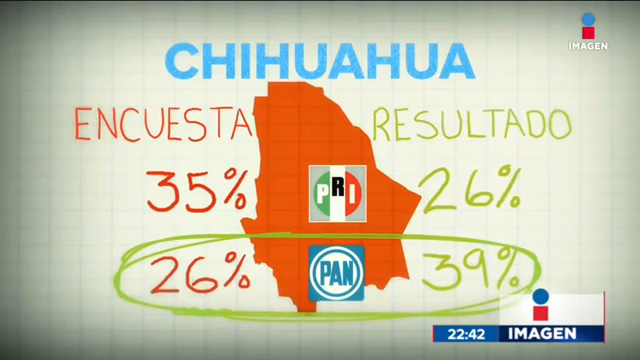 IMAGEN
CHIHUAHUA
ENCUESTA RESULTADO
35% PRI 26%
26% PAN 39%
22:42 IMAGEN